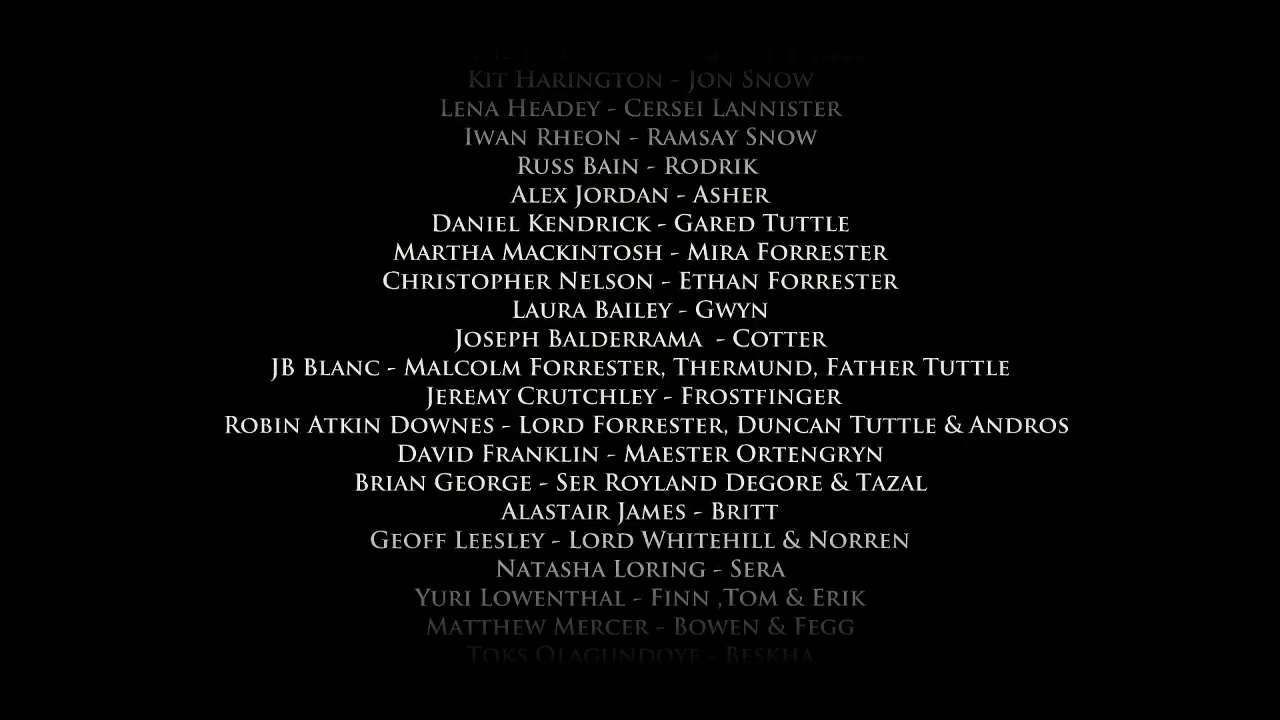 Kit Harington - Jon Snow
Lena Headey - Cersei Lannister
Iwan Rheon - Ramsay Snow
Russ Bain - Rodrik
Alex Jordan - Asher
Daniel Kendrick - Gared Tuttle
Martha Mackintosh - Mira Forrester
Christopher Nelson - Ethan Forrester
Laura Bailey - Gwyn
Joseph Balderrama - Cotter
JB Blanc - Malcolm Forrester, Thermund, Father Tuttle
Jeremy Crutchley - Frostfinger
Robin Atkin Downes - Lord Forrester, Duncan Tuttle & Andros
David Franklin - Maester Ortengryn
Brian George - Ser Royland Degore & Tazal
Alastair James - Britt
Geoff Leesley - Lord Whitehill & Norren
Natasha Loring - Sera
Yuri Lowenthal - Finn ,Tom & Erik
Matthew Mercer - Bowen & Fegg
Toks Olagundoye - Beskha